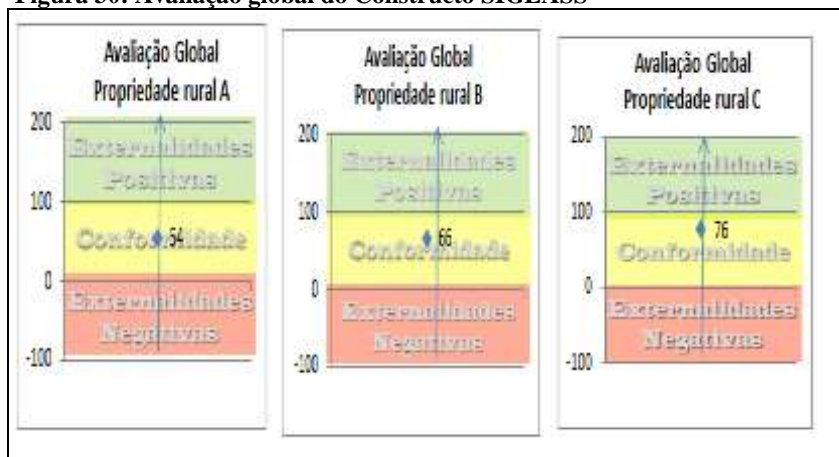 Figura 30: Avaliação global do Constructo SIGEASS
Avaliação Global
Propriedade rural A
200
Externalidades
Positivas
100
Conformidade
54
0
Externalidades
Negativas
-100
Avaliação Global
Propriedade rural B
200
Externalidades
Positivas
100
66
Conformidade
0
Externalidades
Negativas
-100
Avaliação Global
Propriedade rural C
200
Externalidades
Positivas
100
76
Conformidade
0
Externalidades
Negativas
-100